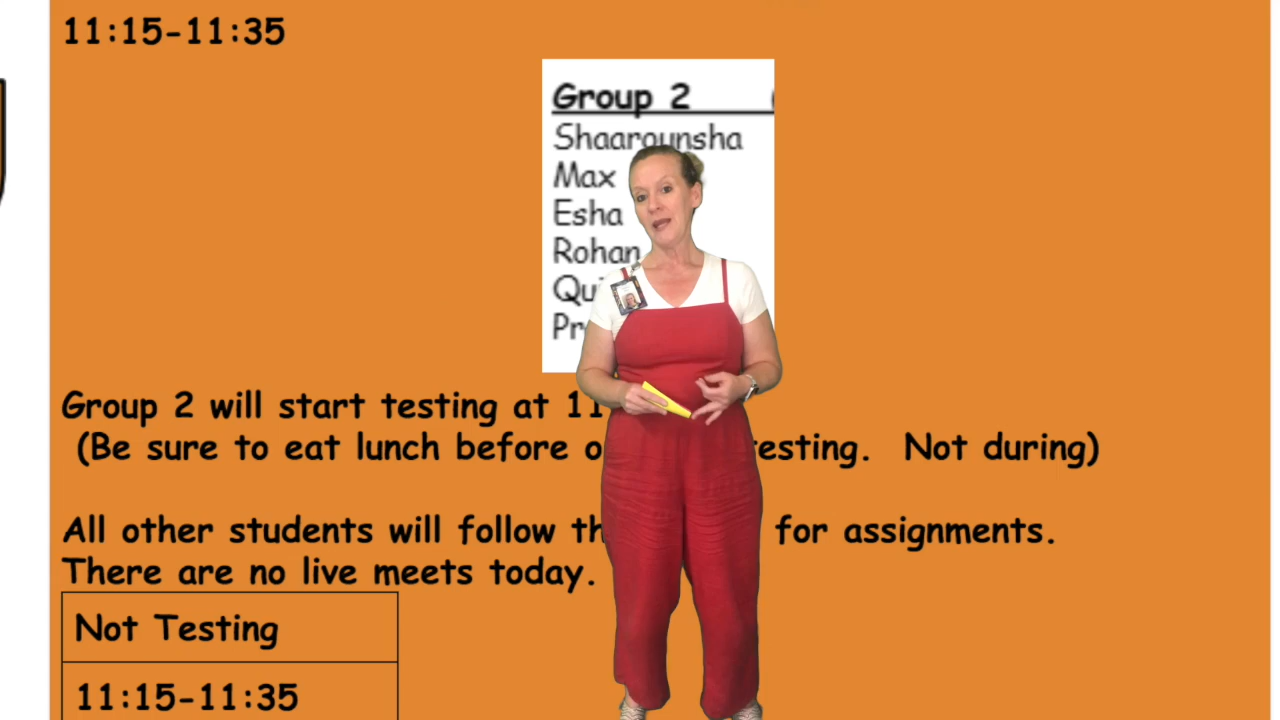 11:15-11:35
Group 2
Shaarounsha
Max
Esha
Rohan
Group 2 will start testing at 11
(Be sure to eat lunch before testing. Not during)
All other students will follow for assignments.
There are no live meets today.
Not Testing
11:15-11:35